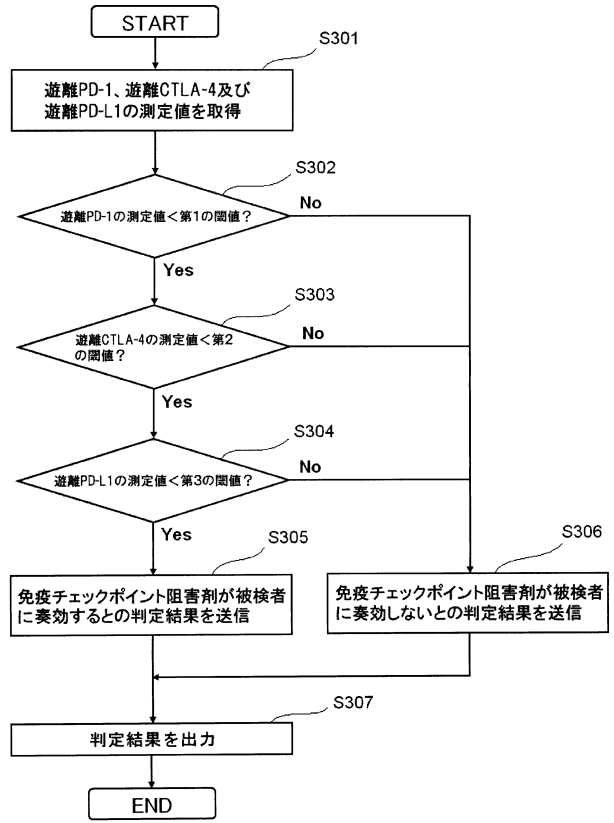 START
S301
遊離PD-1、遊離CTLA-4及び
遊離PD-L1の測定値を取得
S302
遊離PD-1の測定値＜第1の閾値？
No
Yes
S303
遊離CTLA-4の測定値＜第2
の閾値？
No
Yes
S304
遊離PD-L1の測定値＜第3の閾値？
No
Yes
S305
免疫チェックポイント阻害剤が被検者
に奏効するとの判定結果を送信
S306
免疫チェックポイント阻害剤が被検者
に奏効しないとの判定結果を送信
S307
判定結果を出力
END